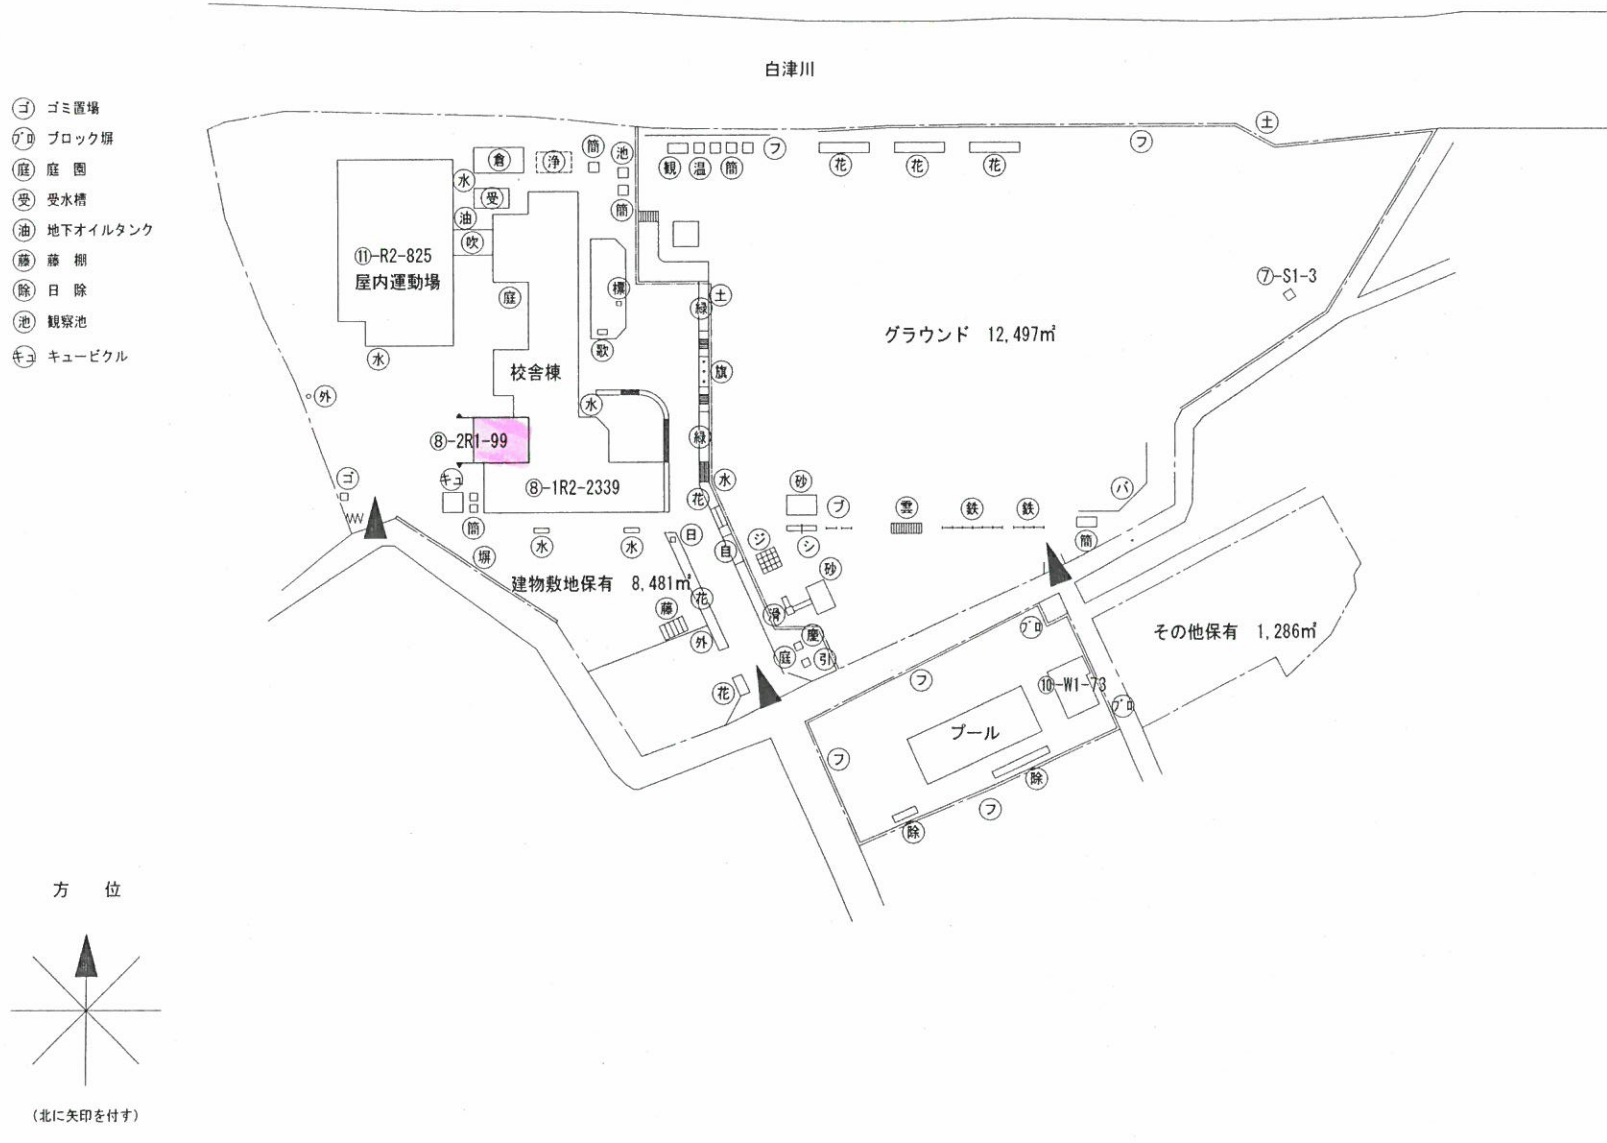 白津川
ゴ ゴミ置場
ブロ ブロック塀
庭 庭園
受 受水槽
油 地下オイルタンク
藤 藤棚
除 日除
池 観察池
キュ キュービクル
土
倉
浄
簡
池
フ
フ
観
温
簡
花
花
花
水
受
簡
油
吹
⑪-R2-825
屋内運動場
庭
標
緑
土
⑦-S1-3
歌
グラウンド 12,497㎡
水
校舎棟
旗
外
水
⑧-2R1-99
緑
ゴ
キュ
⑧-1R2-2339
水
砂
バ
花
ブ
雲
鉄
鉄
簡
日
ジ
シ
簡
塀
水
水
自
建物敷地保有 8,481㎡
砂
花
藤
滑
ブロ
その他保有 1,286㎡
外
塵
庭
引
フ
⑩-W1-73
花
ブロ
プール
フ
除
フ
除
方位
(北に矢印を付す)